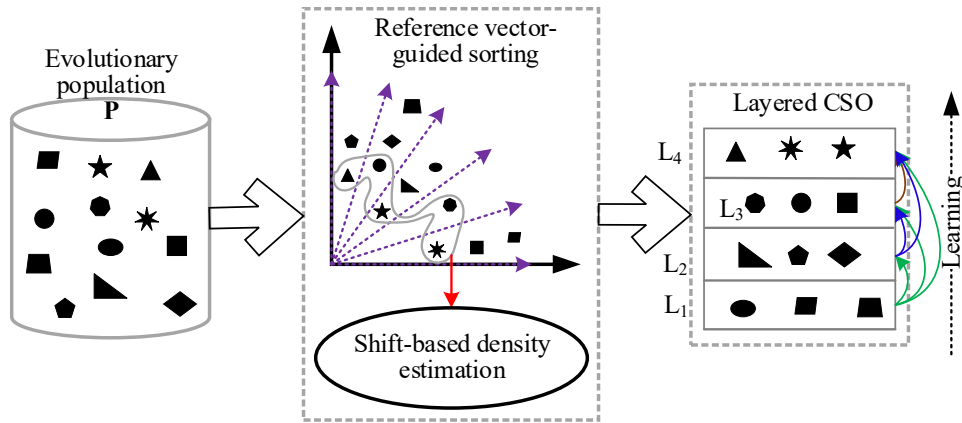 Evolutionary
population
P
Reference vector-
guided sorting
Shift-based density
estimation
Layered CSO
L4
L3
L2
L1
Learning